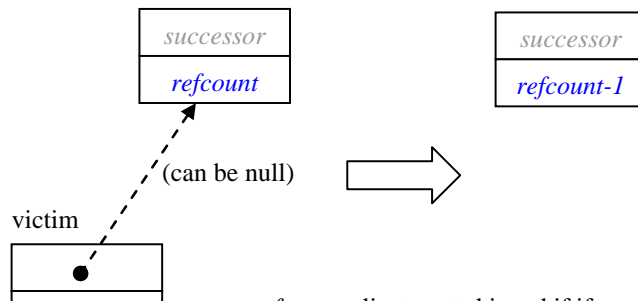 successor
refcount
successor
refcount-1
(can be null)
victim